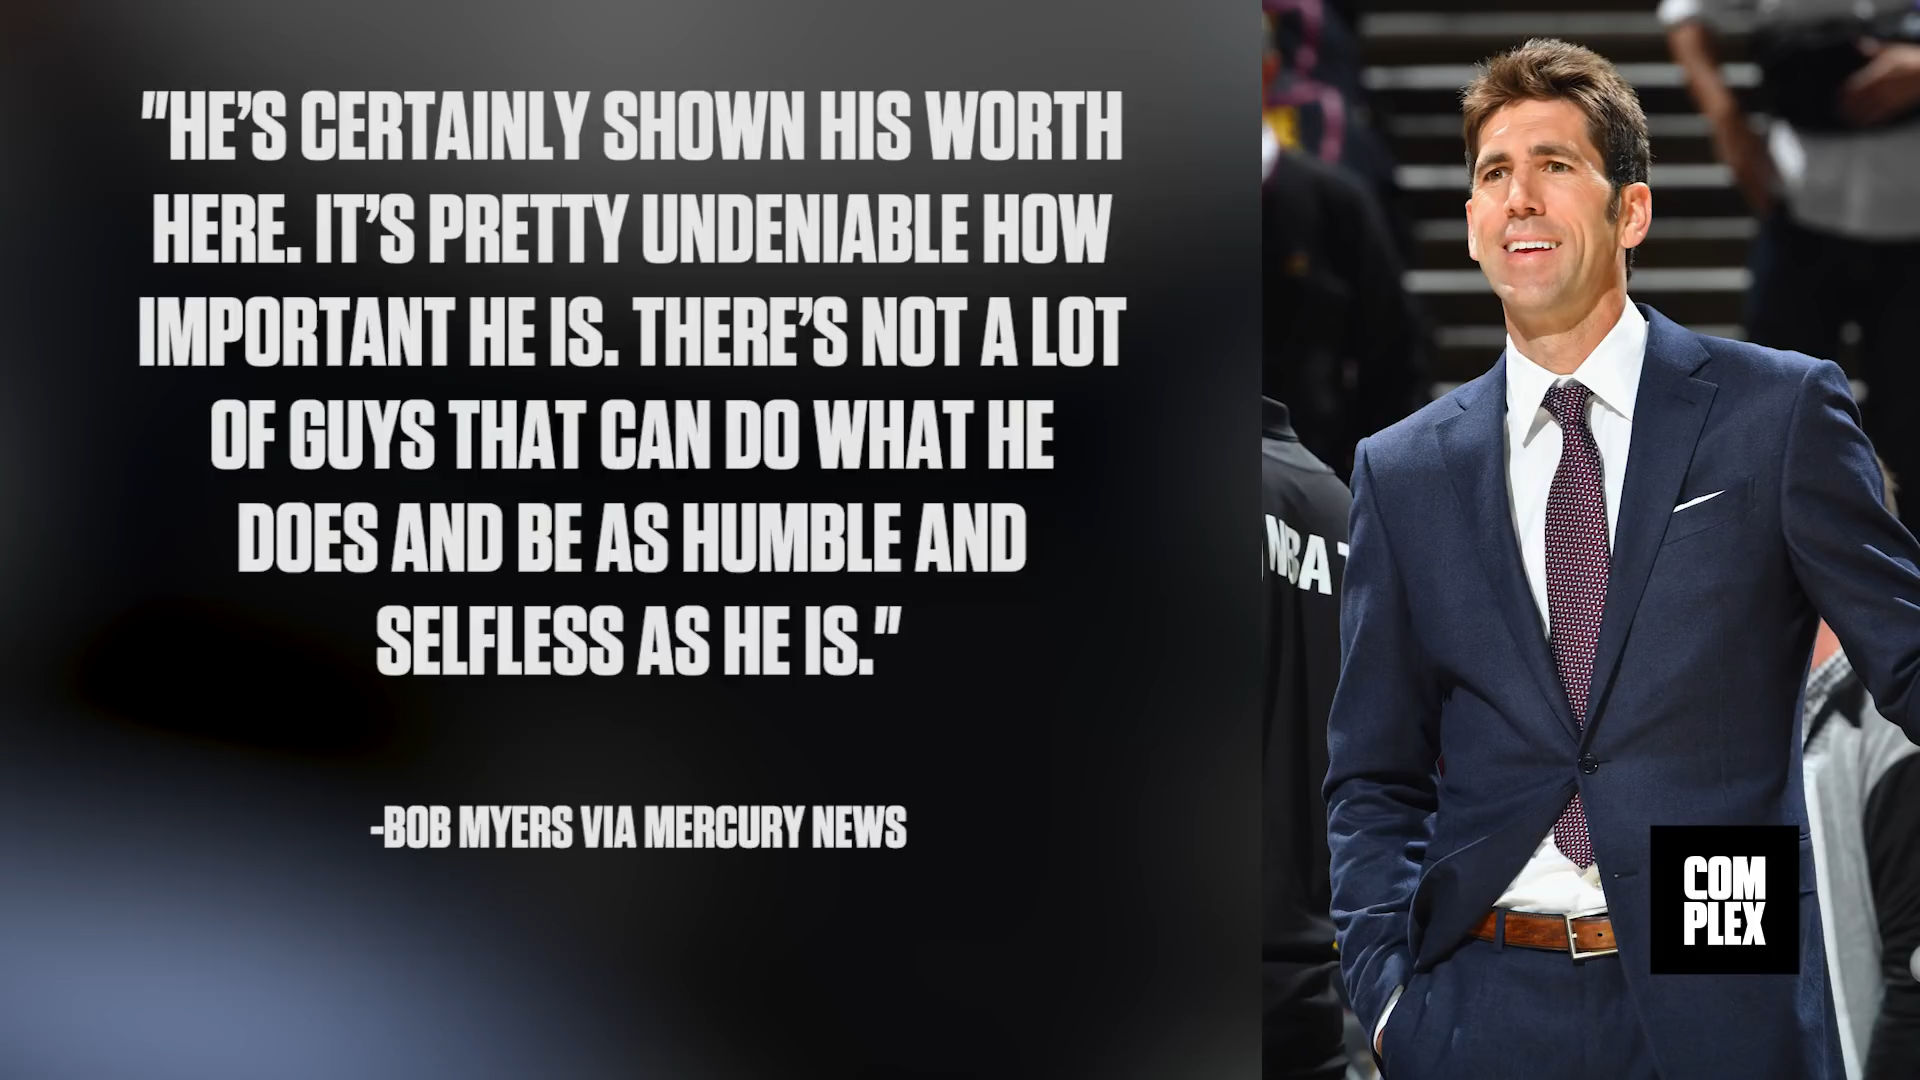 "HE'S CERTAINLY SHOWN HIS WORTH
HERE. IT'S PRETTY UNDENIABLE HOW
IMPORTANT HE IS. THERE'S NOT A LOT
OF GUYS THAT CAN DO WHAT HE
DOES AND BE AS HUMBLE AND
SELFLESS AS HE IS."
-BOB MYERS VIA MERCURY NEWS
NBA
COM
PLEX